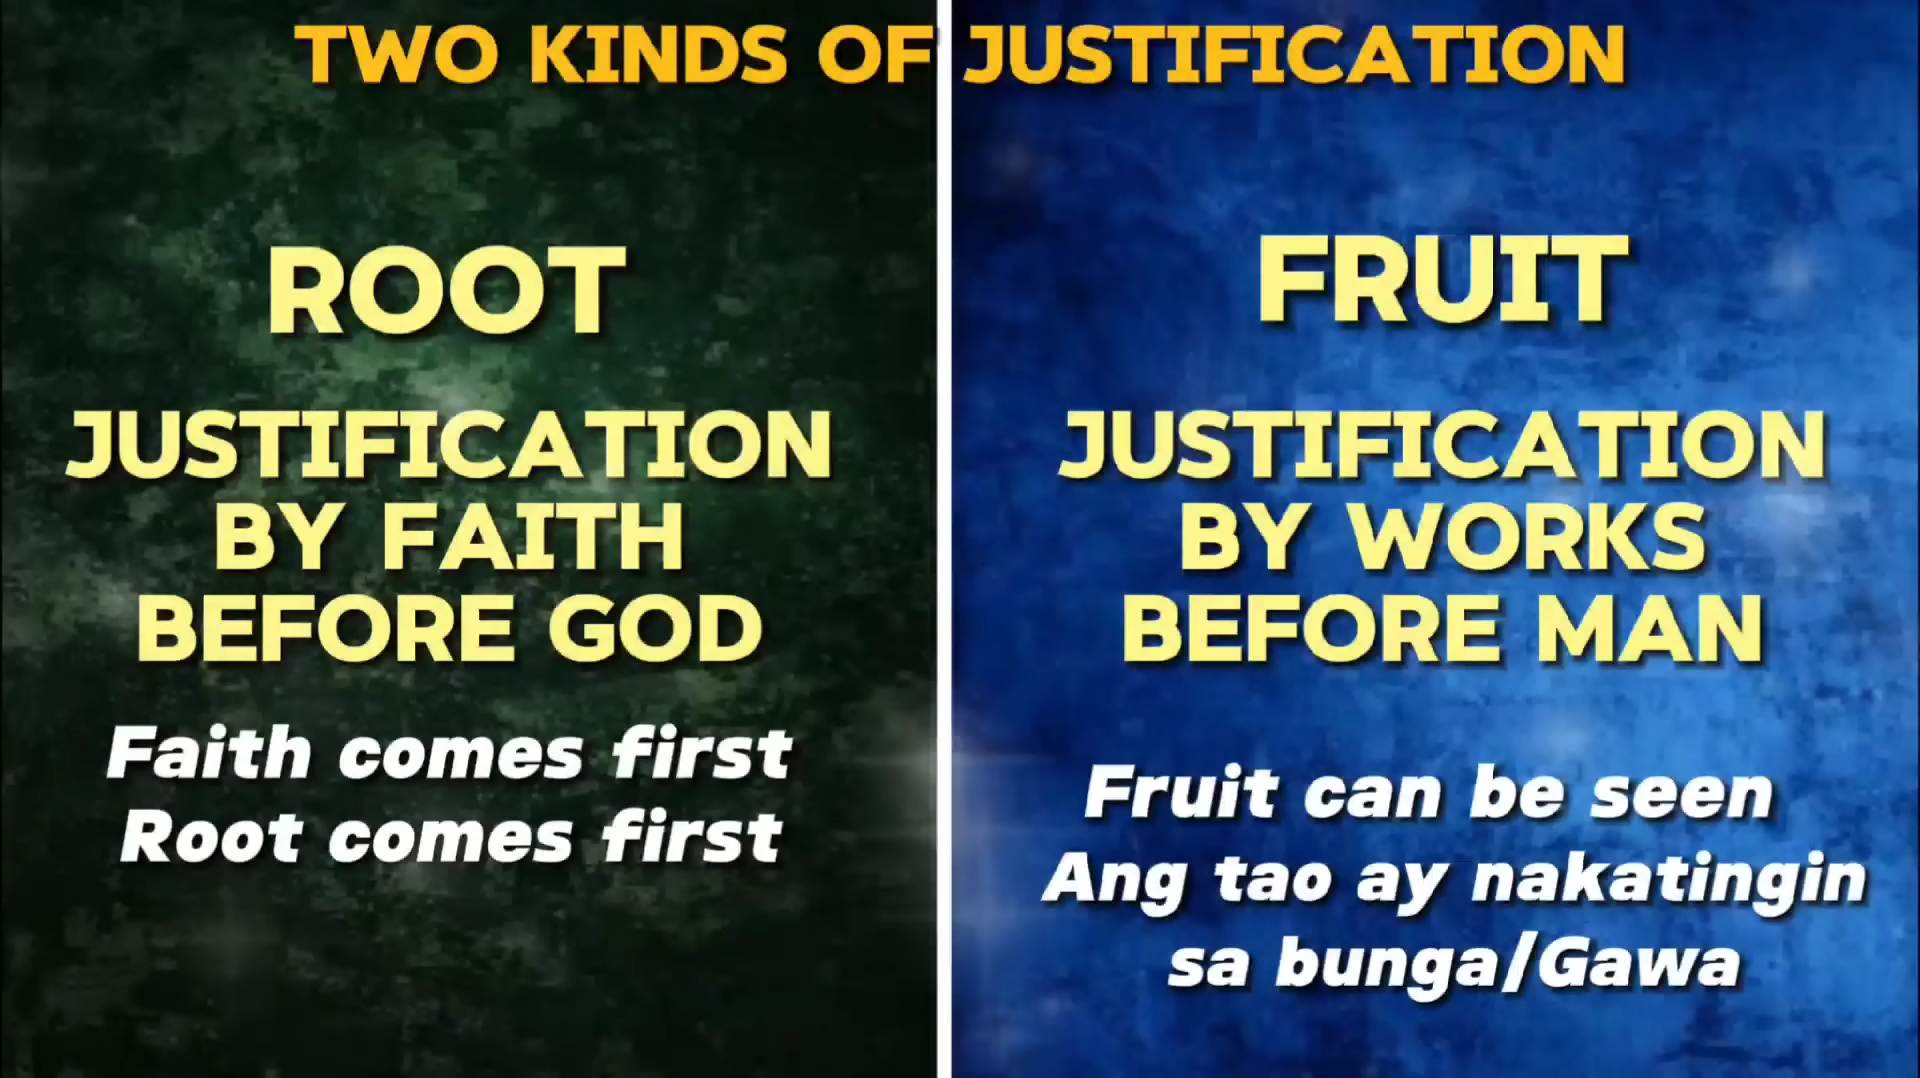 TWO KINDS OF JUSTIFICATION
ROOT
JUSTIFICATION
BY FAITH
BEFORE GOD
Faith comes first
Root comes first
FRUIT
JUSTIFICATION
BY WORKS
BEFORE MAN
Fruit can be seen
Ang tao ay nakatingin
sa bunga/Gawa